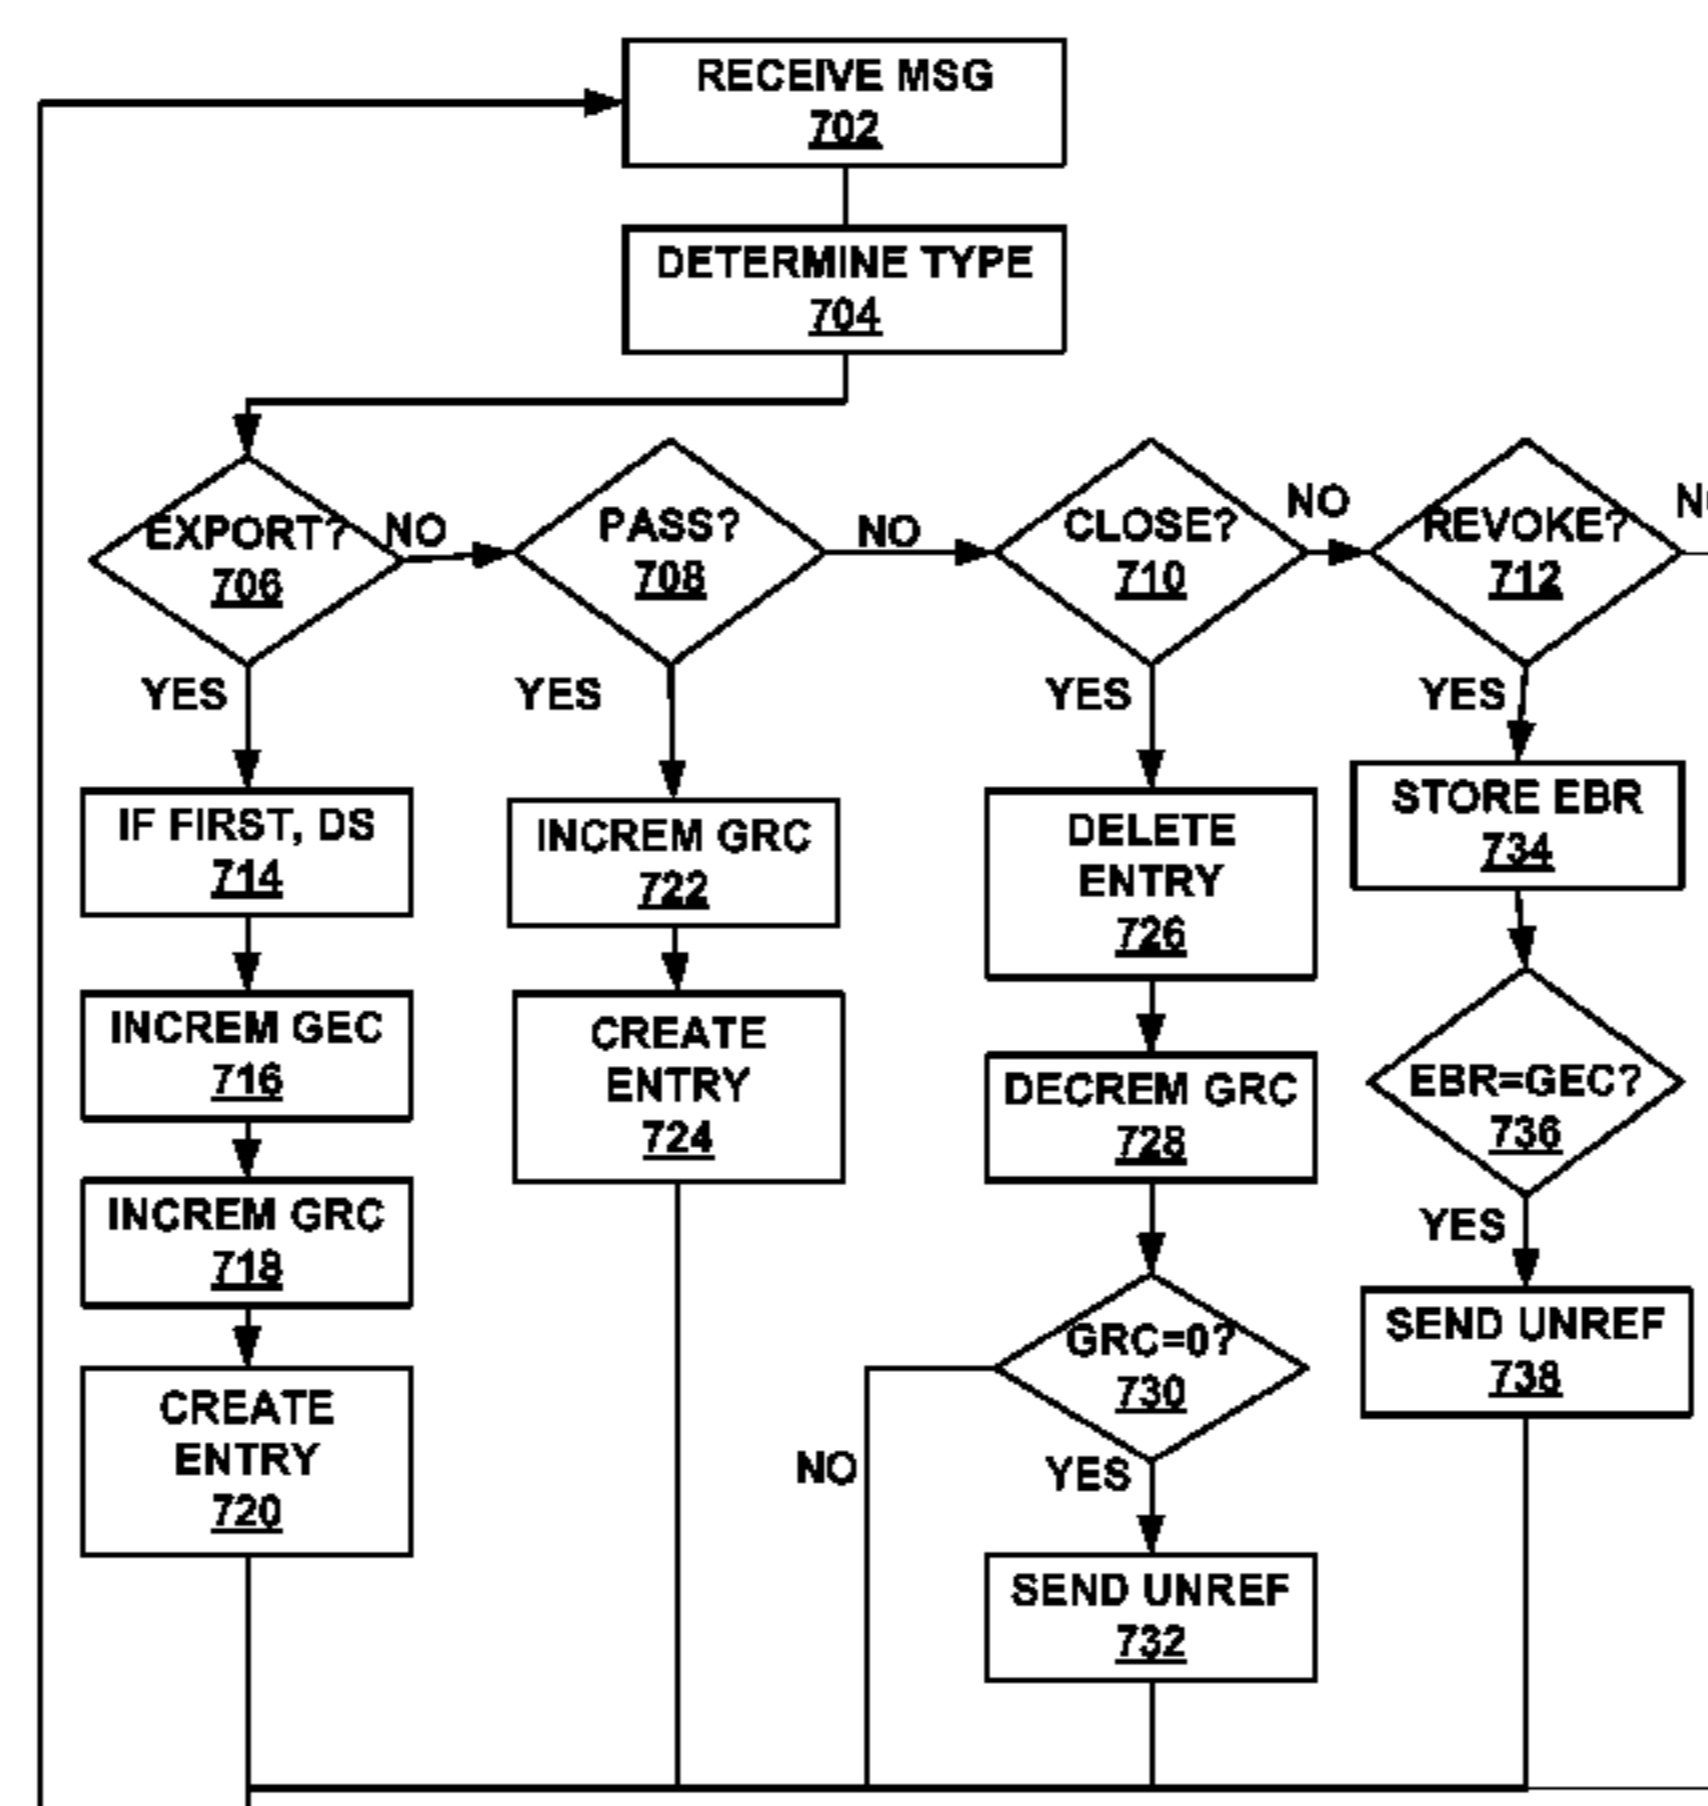 RECEIVE MSG
702
DETERMINE TYPE
704
EXPORT?
706
NO
PASS?
708
NO
CLOSE?
710
NO
REVOKE?
712
YES
YES
YES
YES
IF FIRST, DS
714
INCREM GEC
716
INCREM GRC
718
CREATE
ENTRY
720
INCREM GRC
722
CREATE
ENTRY
724
DELETE
ENTRY
726
DECREM GRC
728
GRC=0?
730
NO
YES
SEND UNREF
732
STORE EBR
734
EBR=GEC?
736
YES
SEND UNREF
738